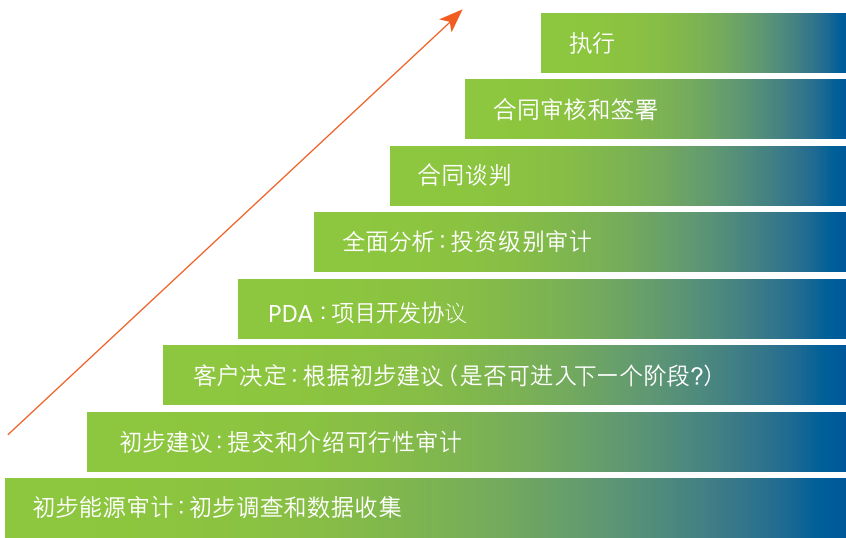 执行
合同审核和签署
合同谈判
全面分析：投资级别审计
PDA：项目开发协议
客户决定：根据初步建议（是否可进入下一个阶段?）
初步建议：提交和介绍可行性审计
初步能源审计：初步调查和数据收集